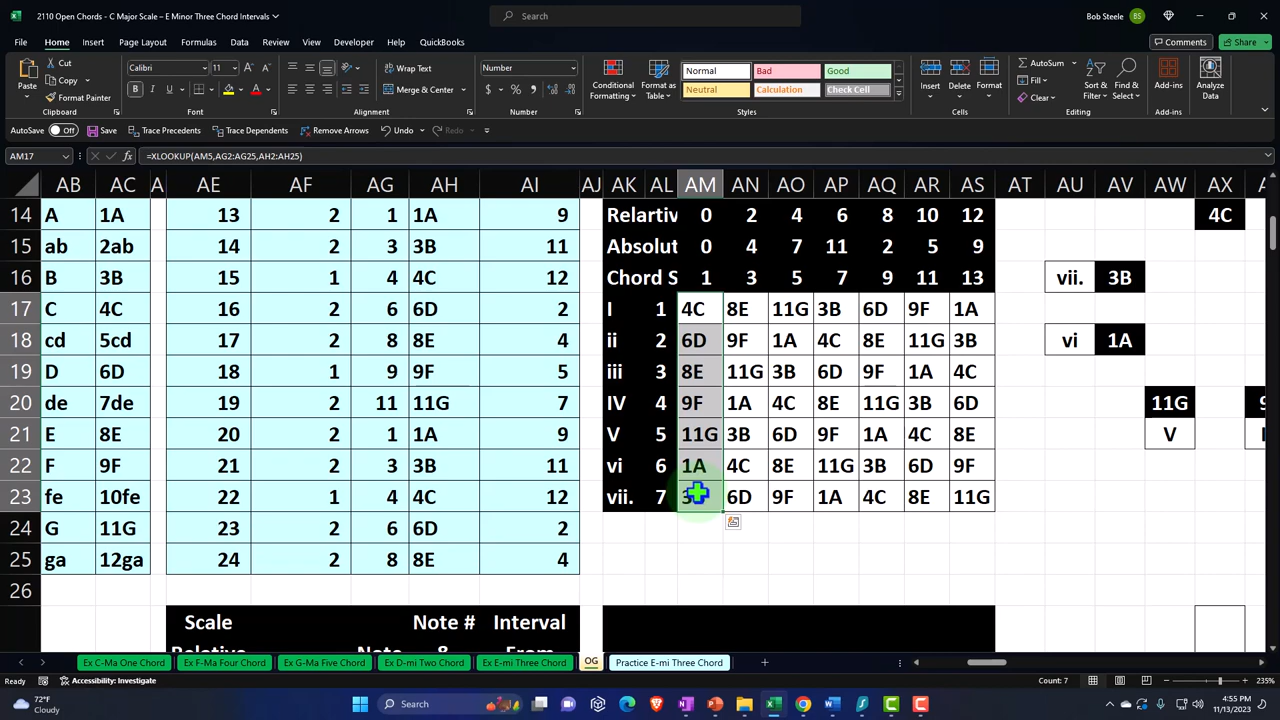 2110 Open Chords - C Major Scale – E Minor Three Chord Intervals
Search
Bob Steele
BS
File Home Insert Page Layout Formulas Data Review View Developer Help QuickBooks
Comments
Share
Paste
Cut
Copy
Format Painter
Clipboard
Calibri
11
Font
Wrap Text
Merge & Center
Alignment
Number
Number
Conditional Formatting
Format as Table
Normal Bad Good
Neutral Calculation Check Cell
Styles
Insert Delete Format
Cells
AutoSum
Fill
Clear
Sort & Filter
Find & Select
Editing
Add-ins
Add-ins
Analyze Data
AutoSave Off Save Trace Precedents Trace Dependents Remove Arrows Undo Redo
AM17
=XLOOKUP(AM5,AG2:AG25,AH2:AH25)
AB AC A AE AF AG AH AI AJ AK AL AM AN AO AP AQ AR AS AT AU AV AW AX
14 A 1A 13 2 1 1A 9 Relartiv 0 2 4 6 8 10 12 4C
15 ab 2ab 14 2 3 3B 11 Absolut 0 4 7 11 2 5 9
16 B 3B 15 1 4 4C 12 Chord S 1 3 5 7 9 11 13 vii. 3B
17 C 4C 16 2 6 6D 2 I 1 4C 8E 11G 3B 6D 9F 1A
18 cd 5cd 17 2 8 8E 4 ii 2 6D 9F 1A 4C 8E 11G 3B vi 1A
19 D 6D 18 1 9 9F 5 iii 3 8E 11G 3B 6D 9F 1A 4C
20 de 7de 19 2 11 11G 7 IV 4 9F 1A 4C 8E 11G 3B 6D 11G
21 E 8E 20 2 1 1A 9 V 5 11G 3B 6D 9F 1A 4C 8E V
22 F 9F 21 2 3 3B 11 vi 6 1A 4C 8E 11G 3B 6D 9F
23 fe 10fe 22 1 4 4C 12 vii. 7 6D 9F 1A 4C 8E 11G
24 G 11G 23 2 6 6D 2
25 ga 12ga 24 2 8 8E 4
26
Scale Note # Interval
Ex C-Ma One Chord Ex F-Ma Four Chord Ex G-Ma Five Chord Ex D-mi Two Chord Ex E-mi Three Chord OG Practice E-mi Three Chord
Ready Accessibility: Investigate Count: 7 235%
72°F
Cloudy
Search
4:55 PM
11/13/2023